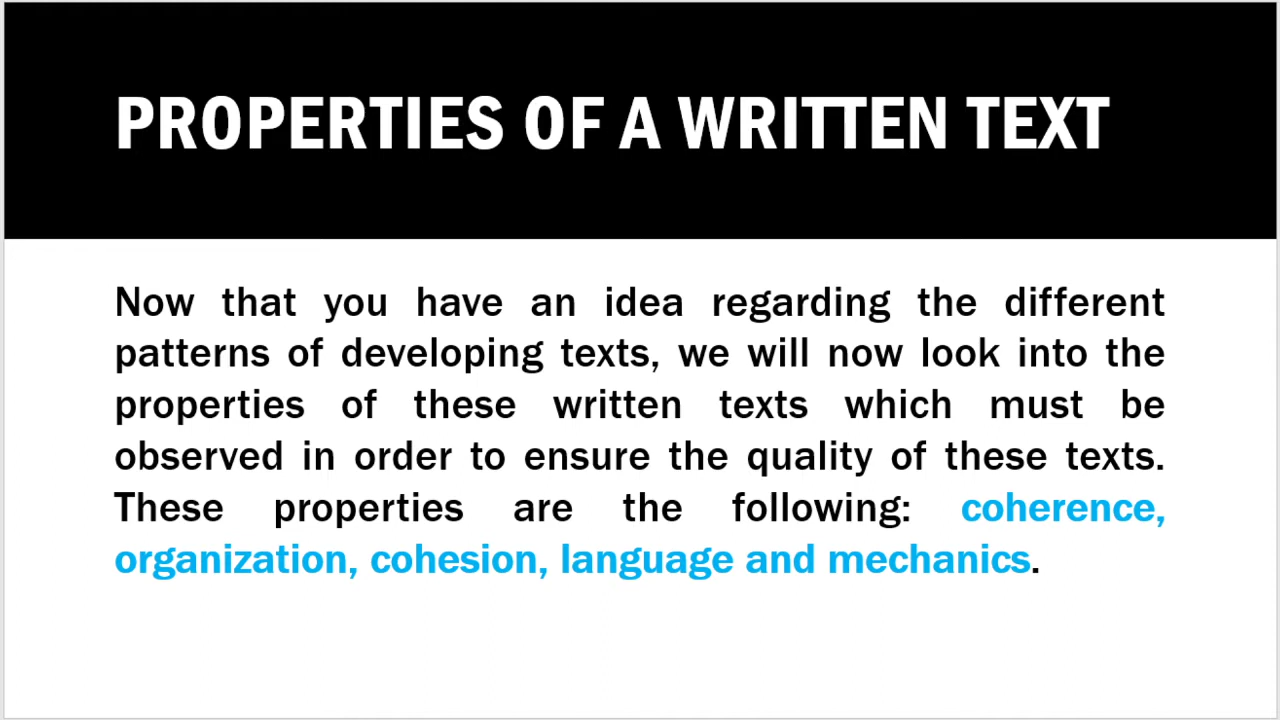 PROPERTIES OF A WRITTEN TEXT
Now that you have an idea regarding the different
patterns of developing texts, we will now look into the
properties of these written texts which must be
observed in order to ensure the quality of these texts.
These properties are the following: coherence,
organization, cohesion, language and mechanics.